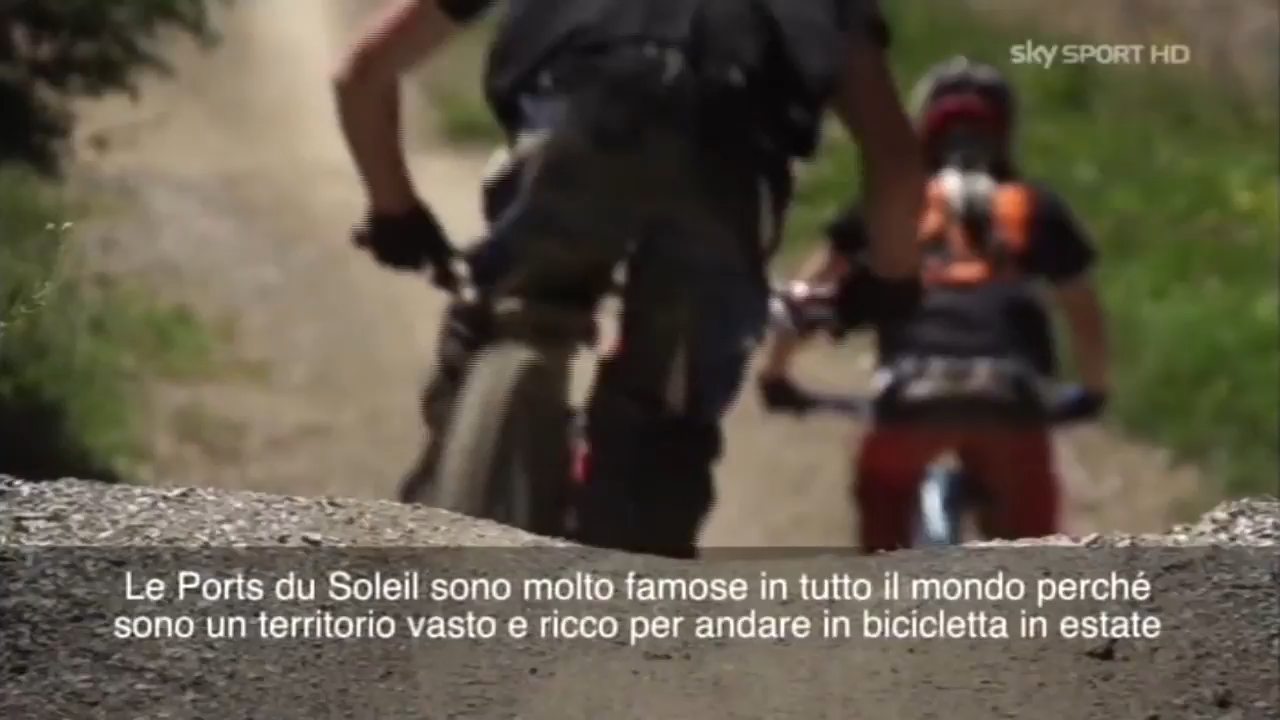 sky SPORT HD
Le Ports du Soleil sono molto famose in tutto il mondo perché
sono un territorio vasto e ricco per andare in bicicletta in estate